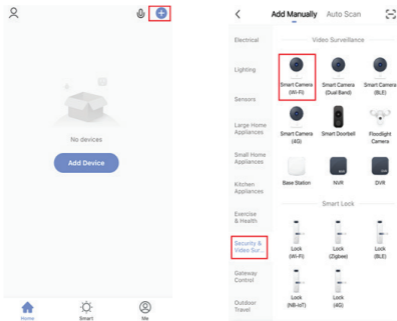 No devices
Add Device
Home
Smart
Me
Add Manually
Auto Scan
Electrical
Lighting
Sensors
Large Home
Appliances
Small Home
Appliances
Kitchen
Appliances
Exercise
& Health
Security &
Video Sur...
Gateway
Control
Outdoor
Travel
Video Surveillance
Smart Camera
(Wi-Fi)
Smart Camera
(Dual Band)
Smart Camera
(BLE)
Smart Camera
(4G)
Smart Doorbell
Floodlight
Camera
Base Station
NVR
DVR
Smart Lock
Lock
(Wi-Fi)
Lock
(Zigbee)
Lock
(BLE)
Lock
(NB-IoT)
Lock
(4G)